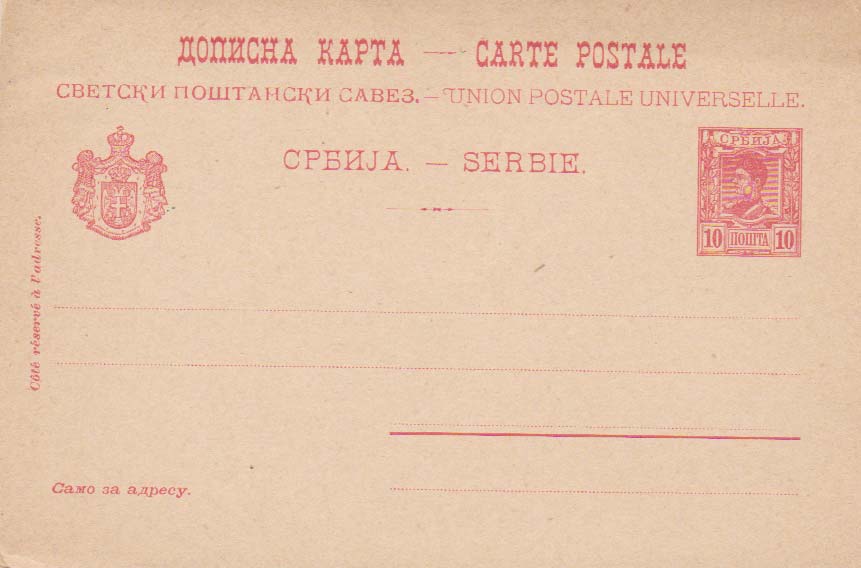 ДОПИСНА КАРТА — CARTE POSTALE
СВЕТСКИ ПОШТАНСКИ САВЕЗ. — UNION POSTALE UNIVERSELLE.
СРБИЈА. — SERBIE.
СРБИЈА
10 ПОШТА 10
Côté réservé à l'adresse.
Само за адресу.